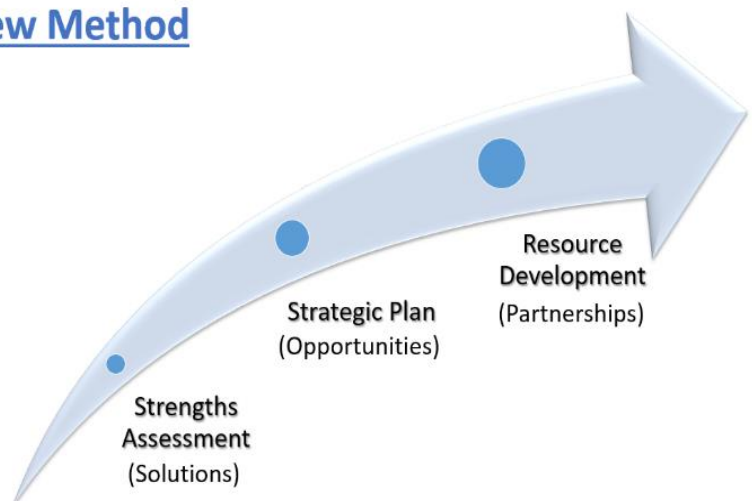 ew Method
Resource
Development
(Partnerships)
Strategic Plan
(Opportunities)
Strengths
Assessment
(Solutions)